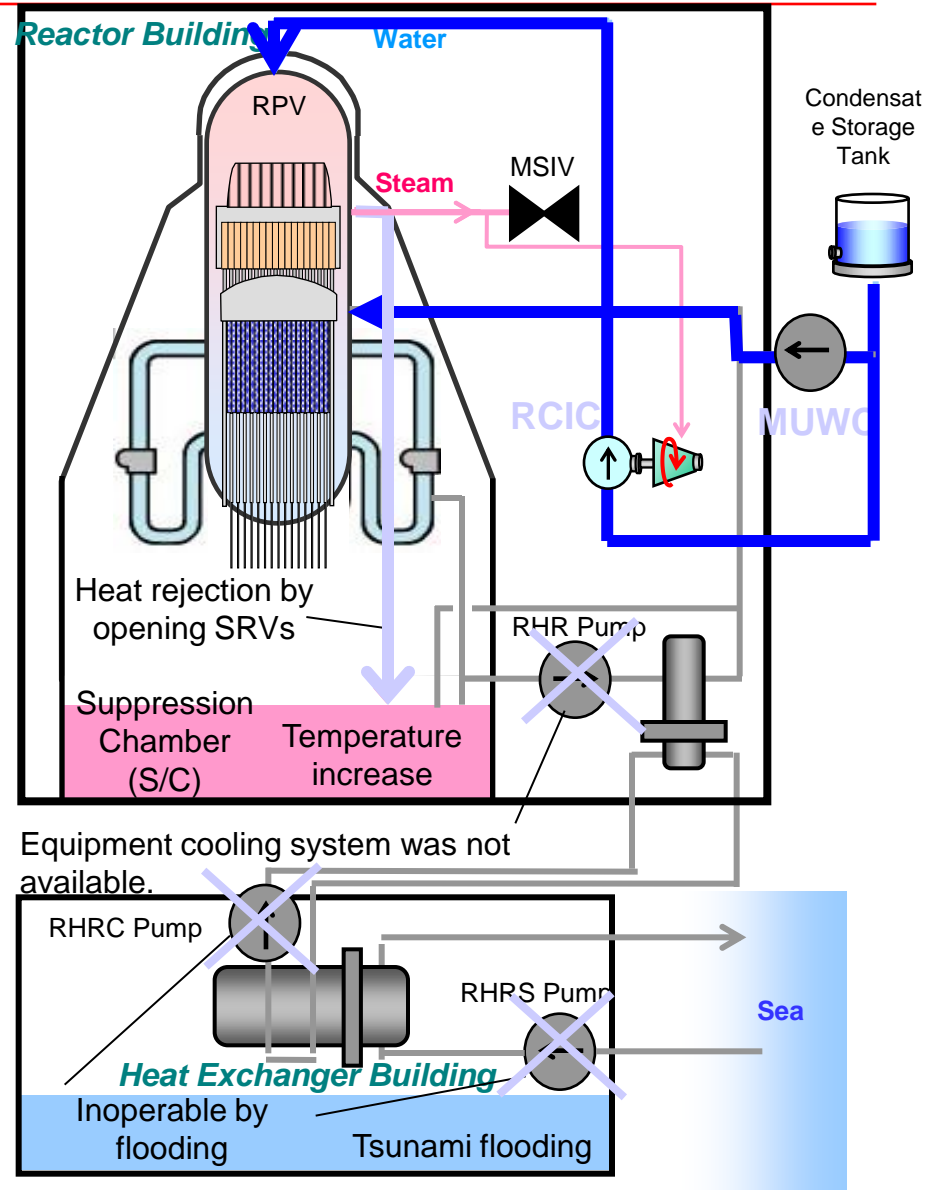 Reactor Building
Water
RPV
Condensat
e Storage
Tank
MSIV
Steam
RCIC
MUWC
Heat rejection by
opening SRVs
RHR Pump
Suppression
Chamber
(S/C)
Temperature
increase
Equipment cooling system was not
available.
RHRC Pump
RHRS Pump
Sea
Heat Exchanger Building
Inoperable by
flooding
Tsunami flooding